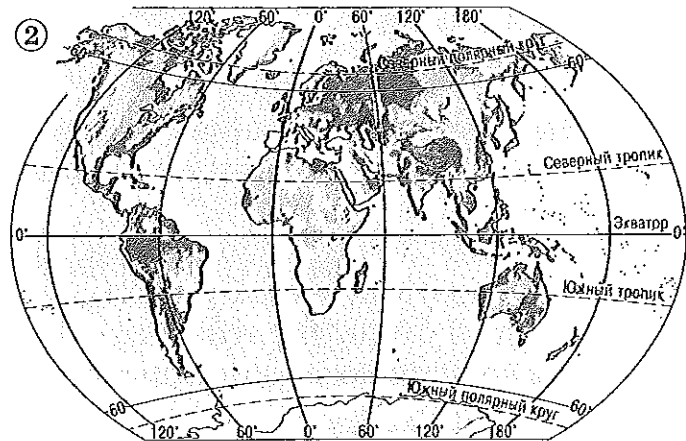 ②
120° 60° 0° 60° 120° 180°
Северный полярный круг
60°
Северный тропик
Экватор
0° 0°
Южный тропик
60° Южный полярный круг 60°
120° 60° 0° 60° 120° 180°